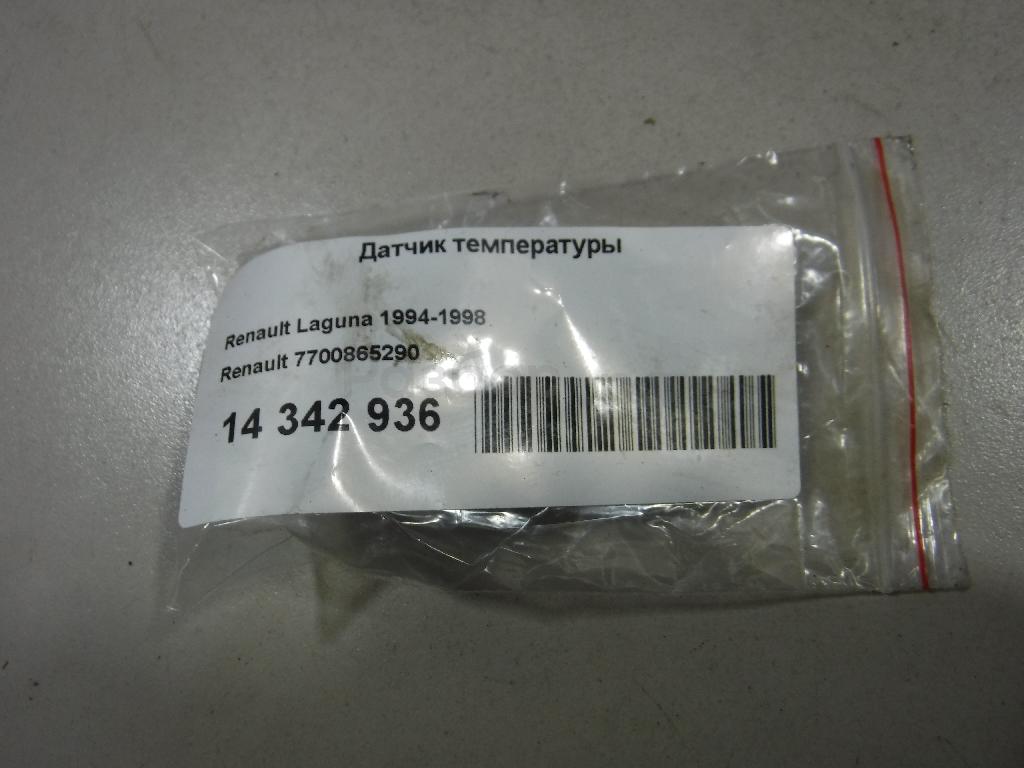 Датчик температуры
Renault Laguna 1994-1998
Renault 7700865290
14 342 936